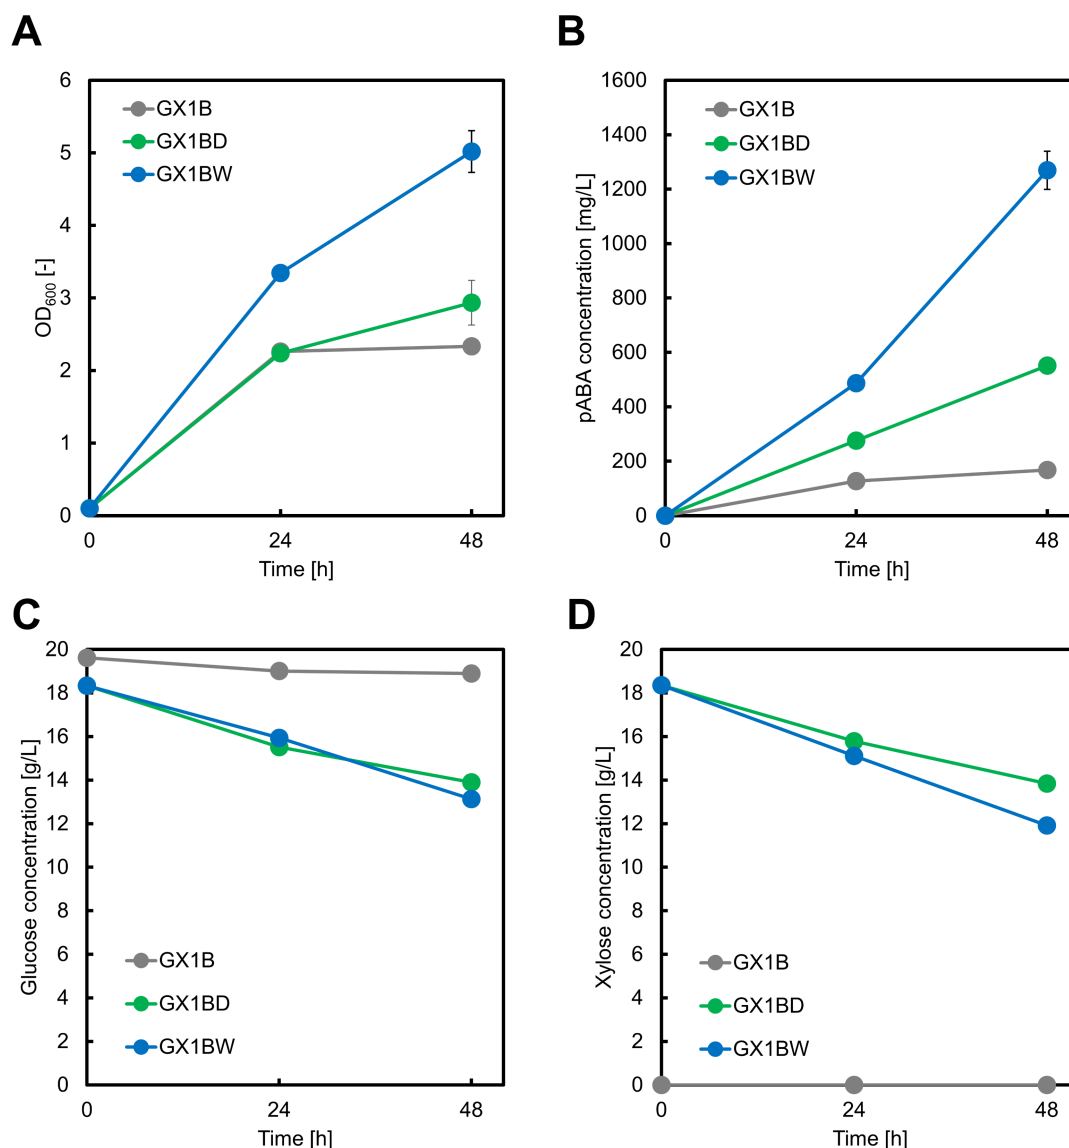 A
OD600 [-]
6
5
4
3
2
1
0
GX1B
GX1BD
GX1BW
0 24 48
Time [h]
B
pABA concentration [mg/L]
1600
1400
1200
1000
800
600
400
200
0
GX1B
GX1BD
GX1BW
0 24 48
Time [h]
C
Glucose concentration [g/L]
20
18
16
14
12
10
8
6
4
2
0
GX1B
GX1BD
GX1BW
0 24 48
Time [h]
D
Xylose concentration [g/L]
20
18
16
14
12
10
8
6
4
2
0
GX1B
GX1BD
GX1BW
0 24 48
Time [h]